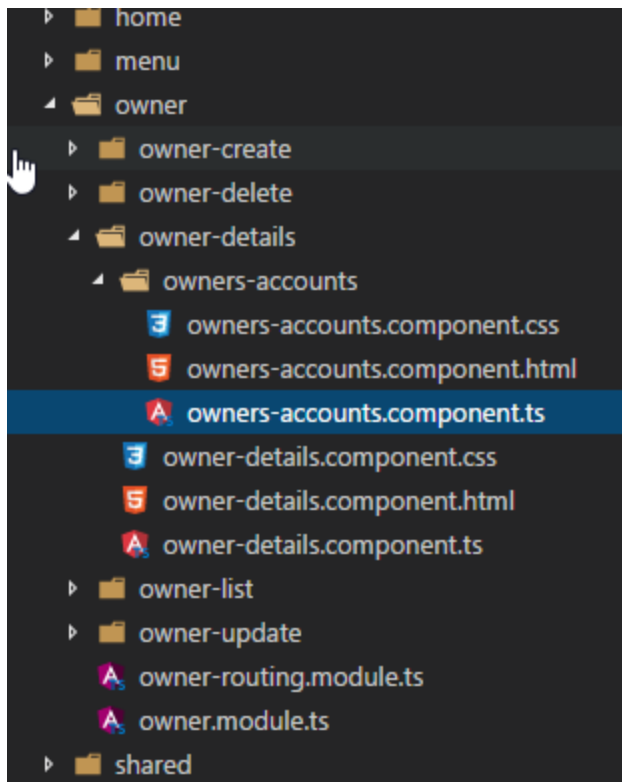 home
menu
owner
owner-create
owner-delete
owner-details
owners-accounts
owners-accounts.component.css
owners-accounts.component.html
owners-accounts.component.ts
owner-details.component.css
owner-details.component.html
owner-details.component.ts
owner-list
owner-update
owner-routing.module.ts
owner.module.ts
shared